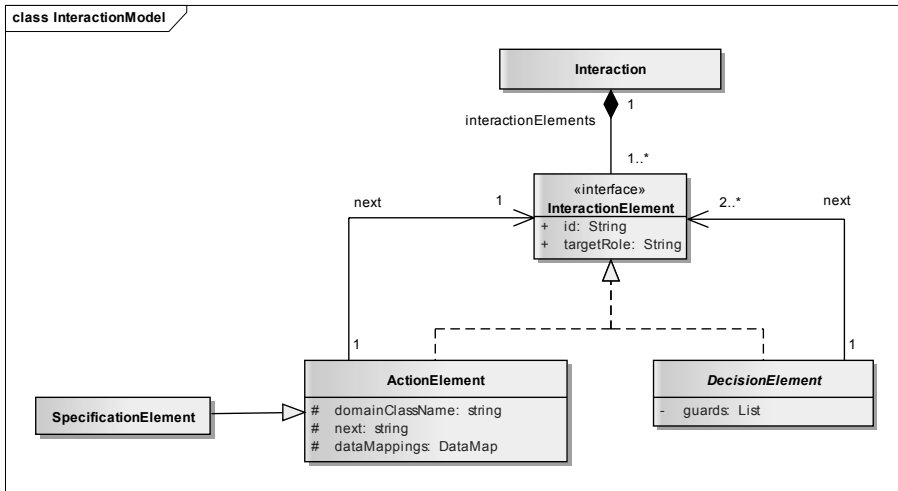 class InteractionModel
Interaction
1
interactionElements
1..*
«interface»
InteractionElement
+ id: String
+ targetRole: String
next
1
2..*
next
1
1
ActionElement
# domainClassName: string
# next: string
# dataMappings: DataMap
DecisionElement
- guards: List
SpecificationElement